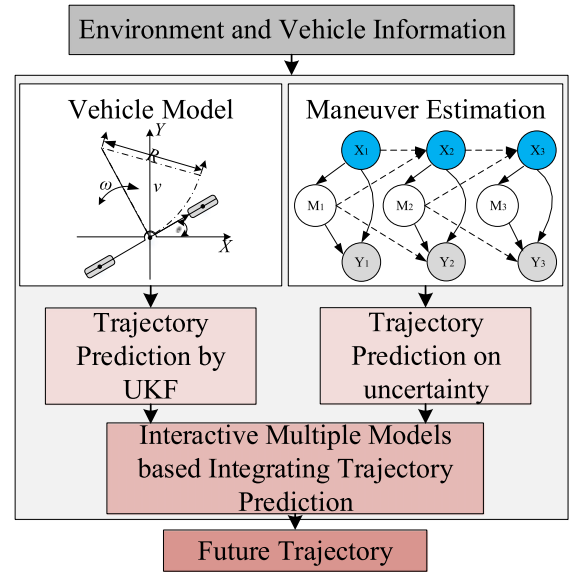 Environment and Vehicle Information
Vehicle Model
Y
R
ω
v
X
Maneuver Estimation
X1
X2
X3
M1
M2
M3
Y1
Y2
Y3
Trajectory
Prediction by
UKF
Trajectory
Prediction on
uncertainty
Interactive Multiple Models
based Integrating Trajectory
Prediction
Future Trajectory